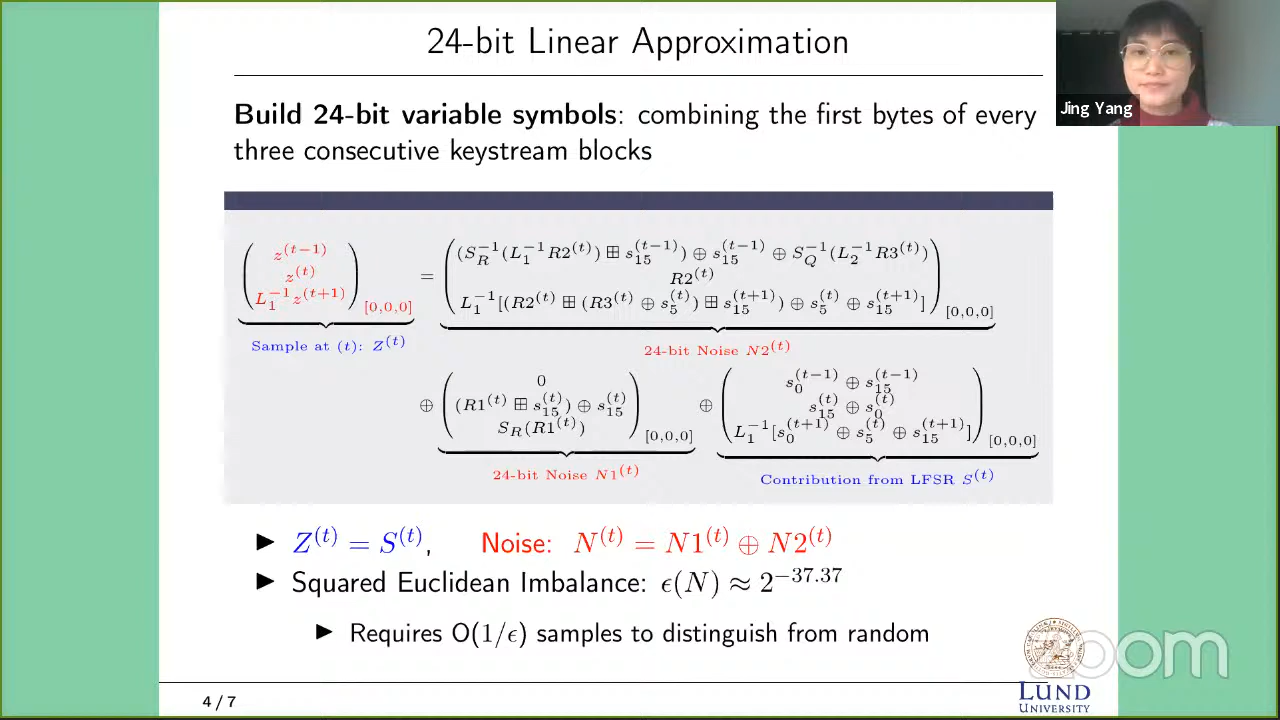 24-bit Linear Approximation
Jing Yang
Build 24-bit variable symbols: combining the first bytes of every
three consecutive keystream blocks
z^(t−1)
z^(t)
L_1^−1 z^(t+1)
[0,0,0]
=
(S_R^−1(L_1^−1 R2^(t)) ⊞ s_15^(t−1)) ⊕ s_15^(t−1) ⊕ S_Q^−1(L_2^−1 R3^(t))
R2^(t)
L_1^−1[(R2^(t) ⊞ (R3^(t) ⊕ s_5^(t)) ⊞ s_15^(t+1)) ⊕ s_5^(t) ⊕ s_15^(t+1)]
[0,0,0]
Sample at (t): Z^(t)
24-bit Noise N2^(t)
⊕
0
(R1^(t) ⊞ s_15^(t)) ⊕ s_15^(t)
S_R(R1^(t))
[0,0,0]
⊕
s_0^(t−1) ⊕ s_15^(t−1)
s_15^(t) ⊕ s_0^(t)
L_1^−1[s_0^(t+1) ⊕ s_5^(t) ⊕ s_15^(t+1)]
[0,0,0]
24-bit Noise N1^(t)
Contribution from LFSR S^(t)
▶ Z^(t) = S^(t), Noise: N^(t) = N1^(t) ⊕ N2^(t)
▶ Squared Euclidean Imbalance: ϵ(N) ≈ 2^−37.37
▶ Requires O(1/ϵ) samples to distinguish from random
zoom
LUND
UNIVERSITY
4 / 7